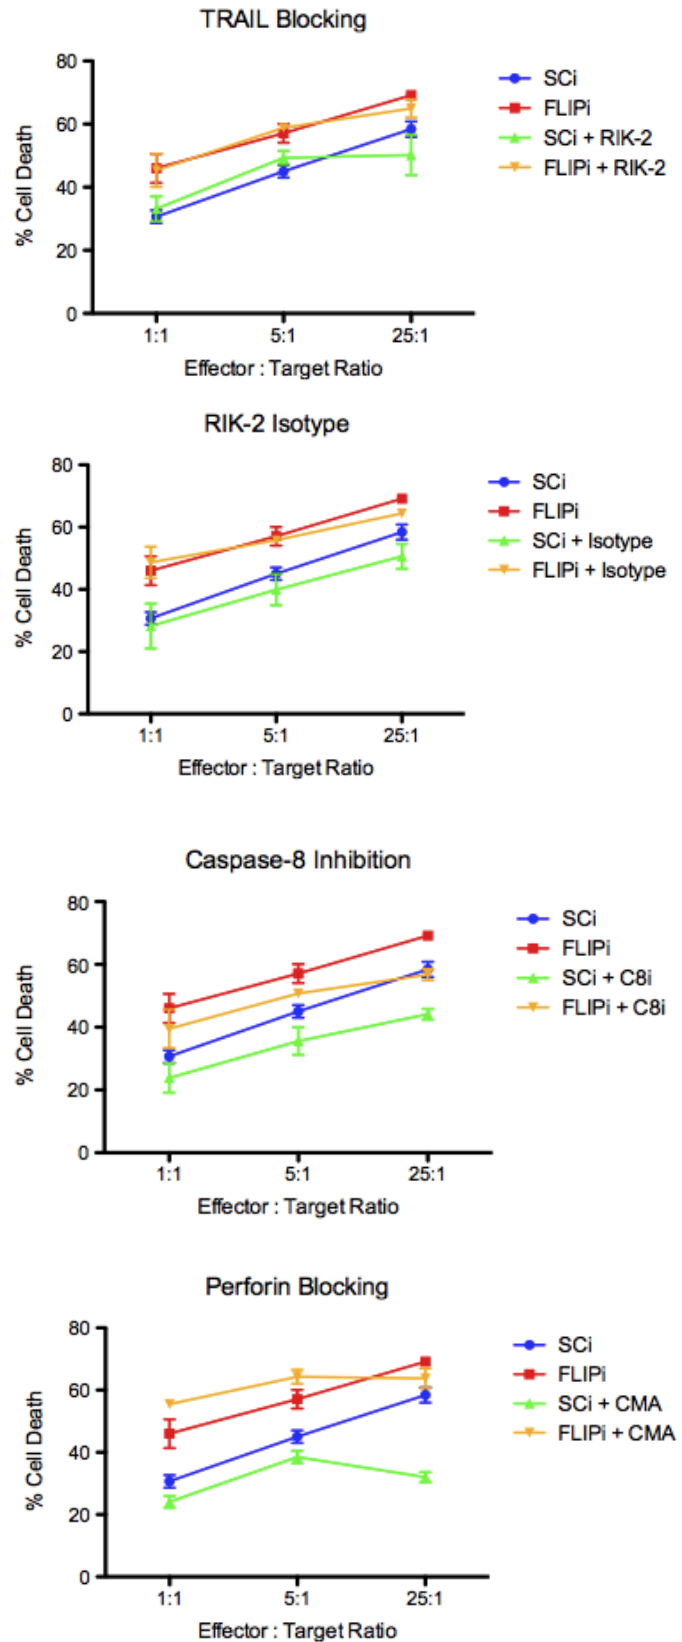 TRAIL Blocking
80
60
40
20
0
% Cell Death
1:1
5:1
25:1
Effector : Target Ratio
SCi
FLIPi
SCi + RIK-2
FLIPi + RIK-2
RIK-2 Isotype
80
60
40
20
0
% Cell Death
1:1
5:1
25:1
Effector : Target Ratio
SCi
FLIPi
SCi + Isotype
FLIPi + Isotype
Caspase-8 Inhibition
80
60
40
20
0
% Cell Death
1:1
5:1
25:1
Effector : Target Ratio
SCi
FLIPi
SCi + C8i
FLIPi + C8i
Perforin Blocking
80
60
40
20
0
% Cell Death
1:1
5:1
25:1
Effector : Target Ratio
SCi
FLIPi
SCi + CMA
FLIPi + CMA